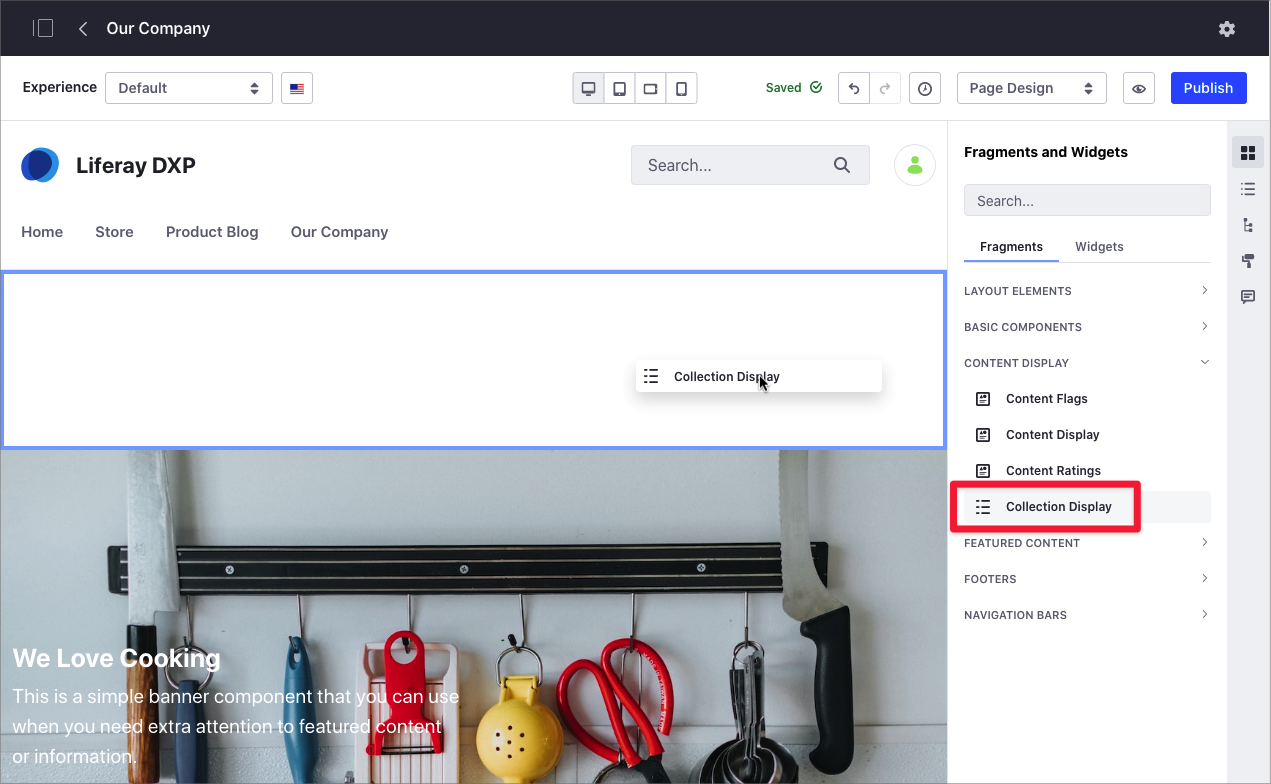 Our Company
Experience Default Saved Page Design Publish
Liferay DXP
Search...
Home Store Product Blog Our Company
Collection Display
We Love Cooking
This is a simple banner component that you can use
when you need extra attention to featured content
or information.
Fragments and Widgets
Search...
Fragments Widgets
LAYOUT ELEMENTS
BASIC COMPONENTS
CONTENT DISPLAY
Content Flags
Content Display
Content Ratings
Collection Display
FEATURED CONTENT
FOOTERS
NAVIGATION BARS